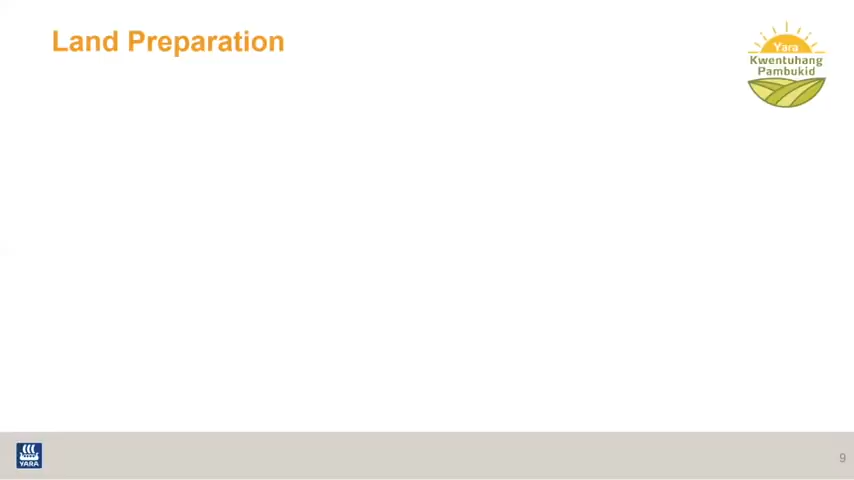 Land Preparation
Yara
Kwentuhang
Pambukid
YARA
9